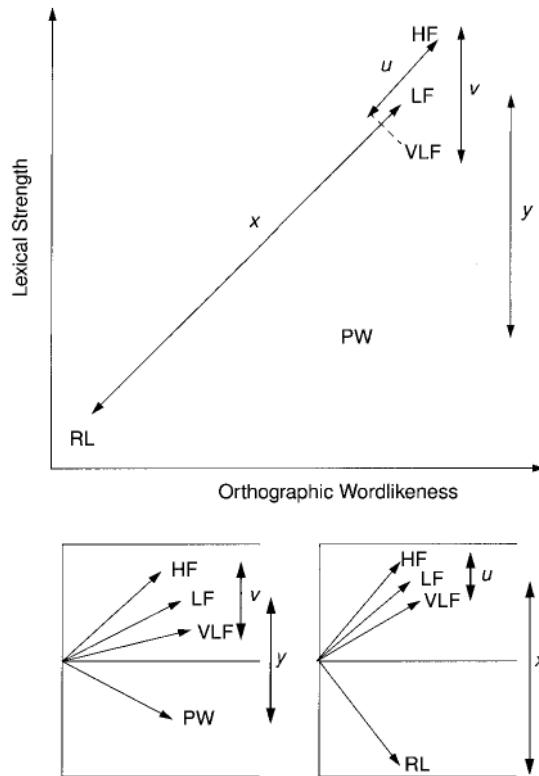 HF
u
LF
v
VLF
Lexical Strength
x
y
PW
RL
Orthographic Wordlikeness
HF
LF
v
VLF
y
PW
HF
LF
u
VLF
x
RL